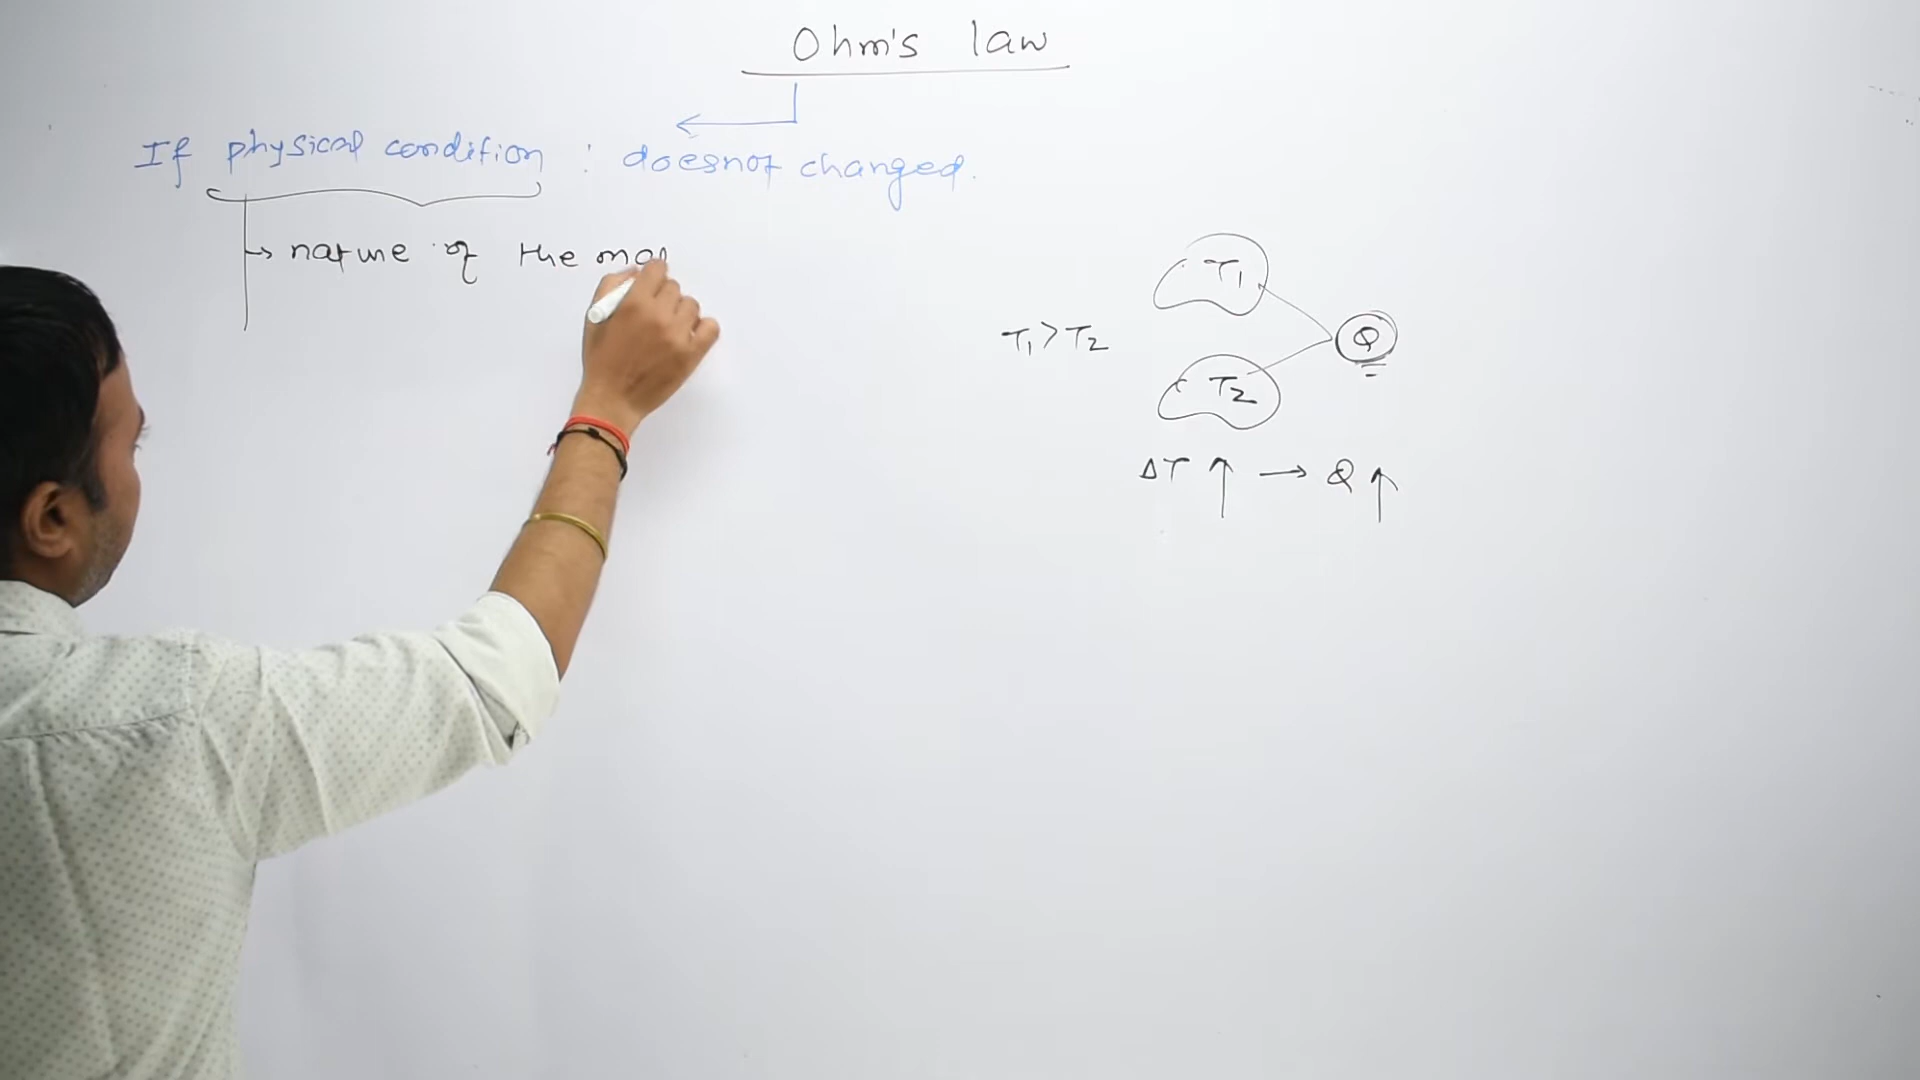 Ohm's law
If physical condition : doesnot changed.
→ nature of the ma
T1
T1 > T2
Q
T2
ΔT ↑ → Q ↑